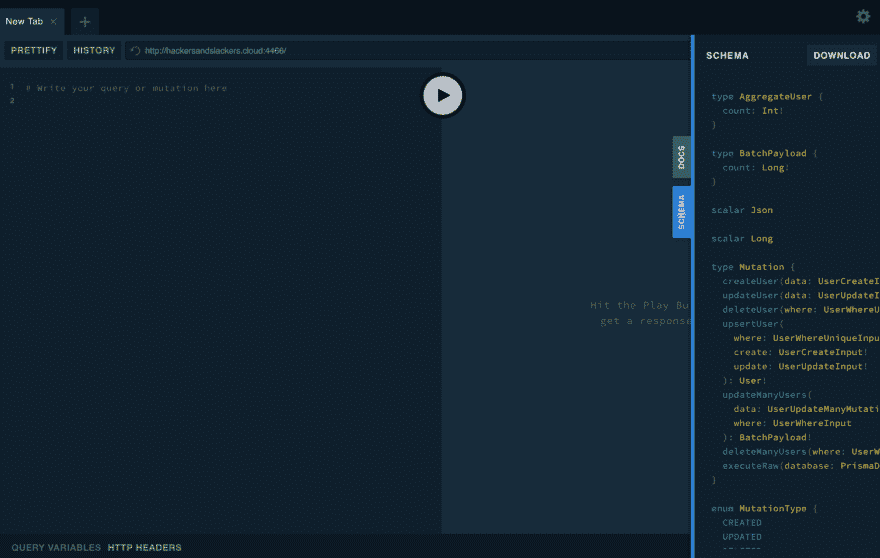 New Tab
PRETTIFY
HISTORY
http://hackersandslackers.cloud:4466/
1 # Write your query or mutation here
2
Hit the Play Bu
get a response
QUERY VARIABLES
HTTP HEADERS
DOCS
SCHEMA
SCHEMA
DOWNLOAD
type AggregateUser {
count: Int!
}
type BatchPayload {
count: Long!
}
scalar Json
scalar Long
type Mutation {
createUser(data: UserCreateI
updateUser(data: UserUpdateI
deleteUser(where: UserWhereU
upsertUser(
where: UserWhereUniqueInpu
create: UserCreateInput!
update: UserUpdateInput!
): User!
updateManyUsers(
data: UserUpdateManyMutati
where: UserWhereInput
): BatchPayload!
deleteManyUsers(where: UserW
executeRaw(database: PrismaD
}
enum MutationType {
CREATED
UPDATED